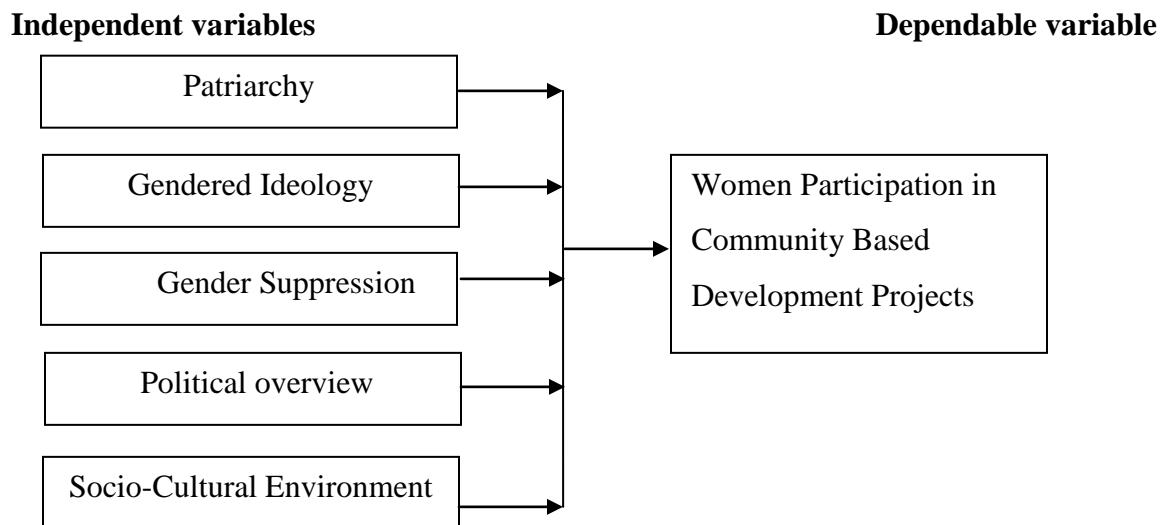 Independent variables
Dependable variable
Patriarchy
Gendered Ideology
Gender Suppression
Political overview
Socio-Cultural Environment
Women Participation in
Community Based
Development Projects